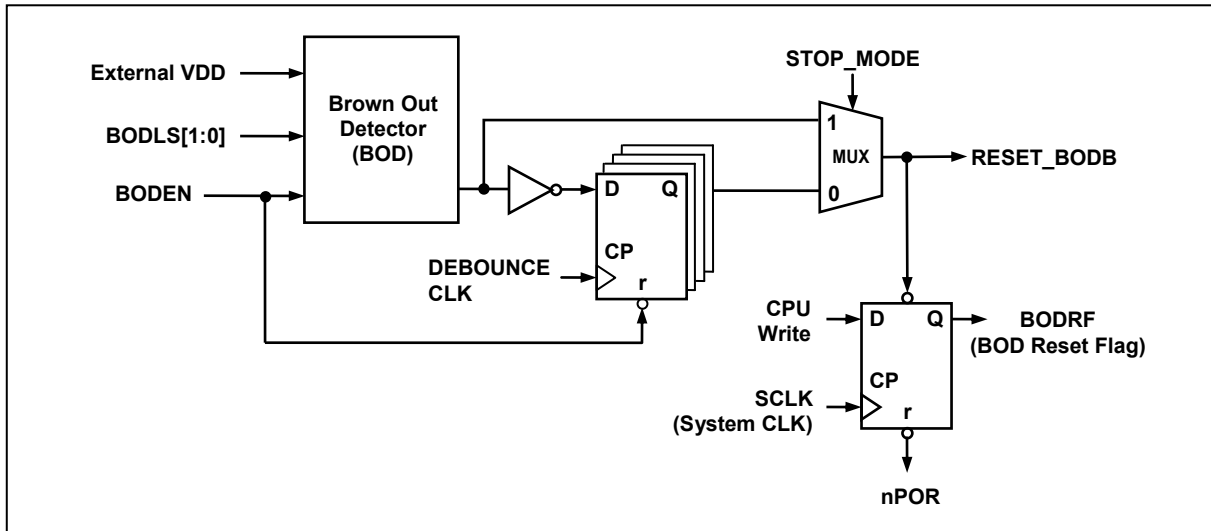 STOP_MODE
External VDD
Brown Out
Detector
(BOD)
BODLS[1:0]
1
MUX
RESET_BODB
BODEN
D Q
0
CP
DEBOUNCE
CLK
r
CPU
Write
D Q
BODRF
(BOD Reset Flag)
CP
SCLK
(System CLK)
r
nPOR